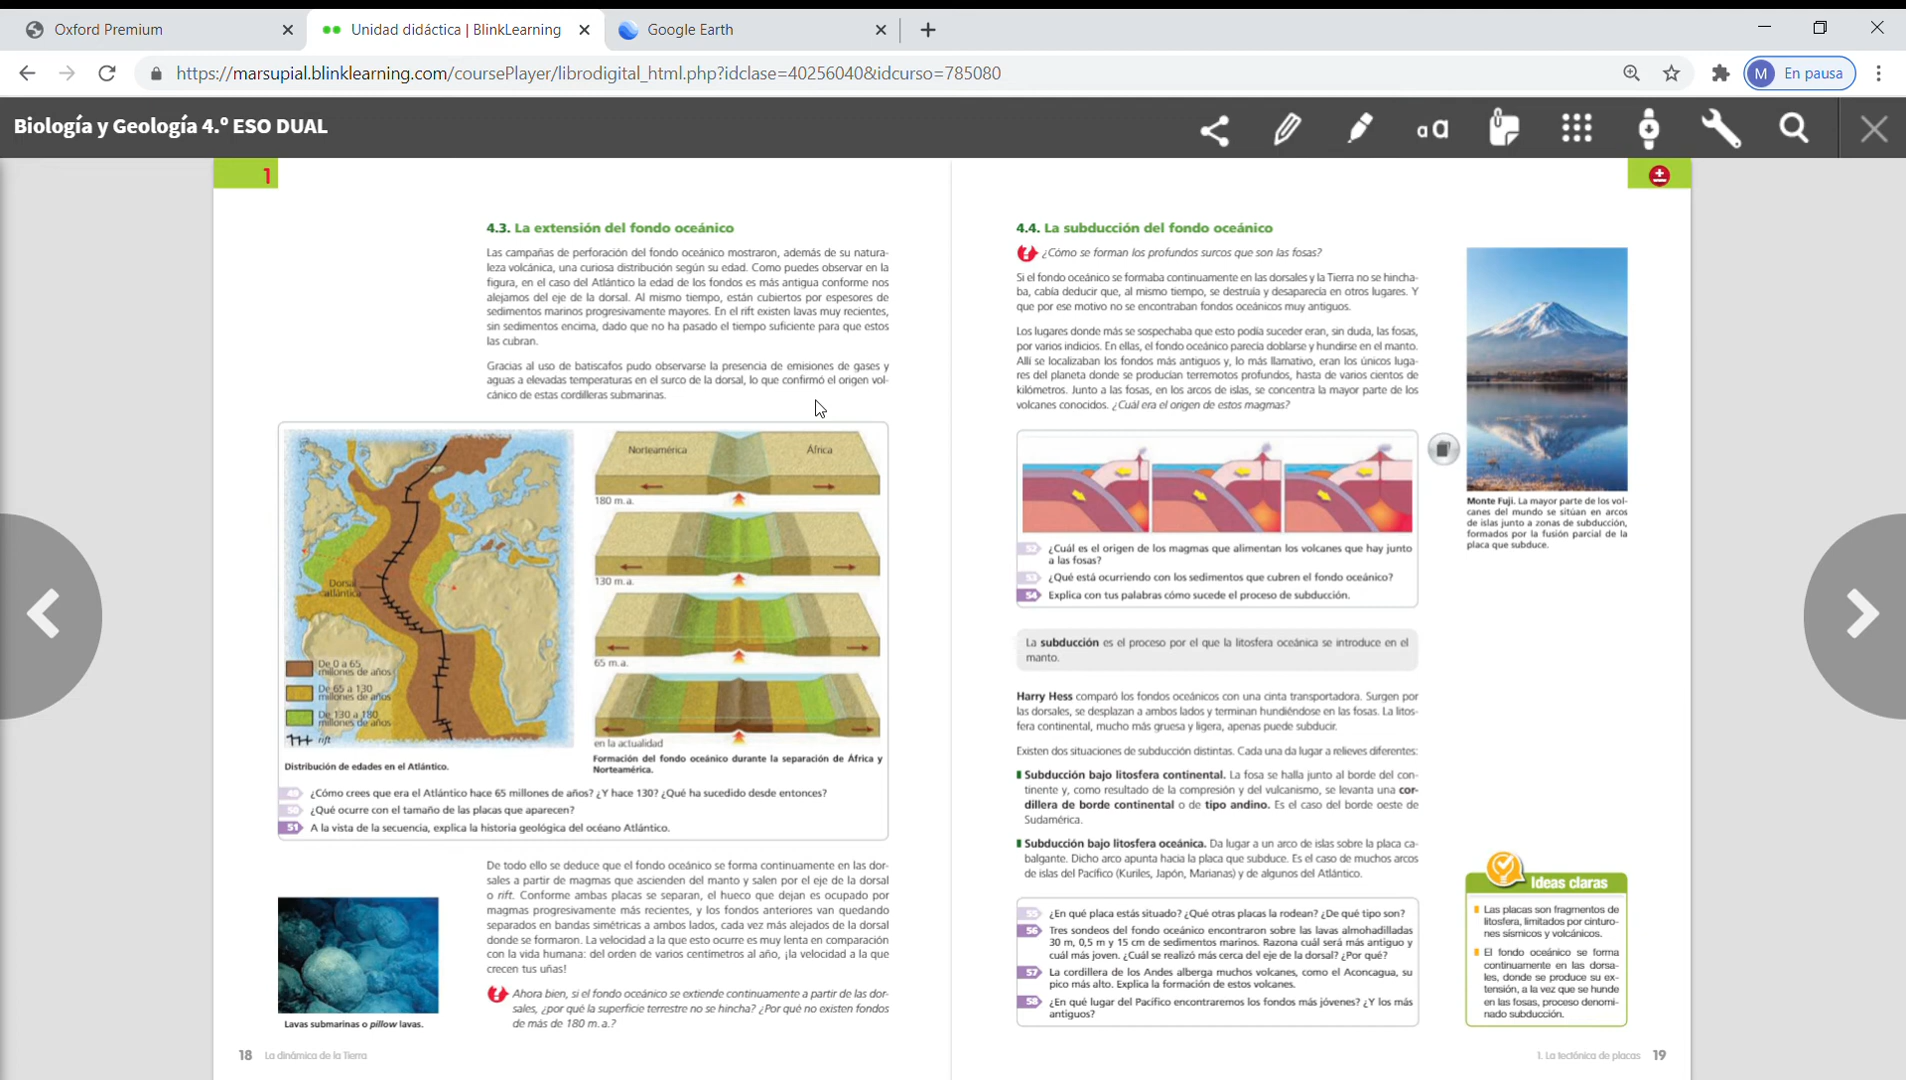 Oxford Premium
Unidad didáctica | BlinkLearning
Google Earth
https://marsupial.blinklearning.com/coursePlayer/librodigital_html.php?idclase=40256040&idcurso=785080
M En pausa
Biología y Geología 4.º ESO DUAL
a a
1
4.3. La extensión del fondo oceánico
Las campañas de perforación del fondo oceánico mostraron, además de su natura-
leza volcánica, una curiosa distribución según su edad. Como puedes observar en la
figura, en el caso del Atlántico la edad de los fondos es más antigua conforme nos
alejamos del eje de la dorsal. Al mismo tiempo, están cubiertos por espesores de
sedimentos marinos progresivamente mayores. En el rift existen lavas muy recientes,
sin sedimentos encima, dado que no ha pasado el tiempo suficiente para que estos
las cubran.
Gracias al uso de batiscafos pudo observarse la presencia de emisiones de gases y
aguas a elevadas temperaturas en el surco de la dorsal, lo que confirmó el origen vol-
cánico de estas cordilleras submarinas.
Dorsal
atlántica
De 0 a 65
millones de años
De 65 a 130
millones de años
De 130 a 180
millones de años
rift
Distribución de edades en el Atlántico.
Norteamérica
África
180 m.a.
130 m.a.
65 m.a.
en la actualidad
Formación del fondo oceánico durante la separación de África y
Norteamérica.
49 ¿Cómo crees que era el Atlántico hace 65 millones de años? ¿Y hace 130? ¿Qué ha sucedido desde entonces?
50 ¿Qué ocurre con el tamaño de las placas que aparecen?
51 A la vista de la secuencia, explica la historia geológica del océano Atlántico.
De todo ello se deduce que el fondo oceánico se forma continuamente en las dor-
sales a partir de magmas que ascienden del manto y salen por el eje de la dorsal
o rift. Conforme ambas placas se separan, el hueco que dejan es ocupado por
magmas progresivamente más recientes, y los fondos anteriores van quedando
separados en bandas simétricas a ambos lados, cada vez más alejados de la dorsal
donde se formaron. La velocidad a la que esto ocurre es muy lenta en comparación
con la vida humana: del orden de varios centímetros al año, ¡la velocidad a la que
crecen tus uñas!
Ahora bien, si el fondo oceánico se extiende continuamente a partir de las dor-
sales, ¿por qué la superficie terrestre no se hincha? ¿Por qué no existen fondos
de más de 180 m.a.?
Lavas submarinas o pillow lavas.
18 La dinámica de la Tierra
4.4. La subducción del fondo oceánico
¿Cómo se forman los profundos surcos que son las fosas?
Si el fondo oceánico se formaba continuamente en las dorsales y la Tierra no se hincha-
ba, cabía deducir que, al mismo tiempo, se destruía y desaparecía en otros lugares. Y
que por ese motivo no se encontraban fondos oceánicos muy antiguos.
Los lugares donde más se sospechaba que esto podía suceder eran, sin duda, las fosas,
por varios indicios. En ellas, el fondo oceánico parecía doblarse y hundirse en el manto.
Allí se localizaban los fondos más antiguos y, lo más llamativo, eran los únicos luga-
res del planeta donde se producían terremotos profundos, hasta de varios cientos de
kilómetros. Junto a las fosas, en los arcos de islas, se concentra la mayor parte de los
volcanes conocidos. ¿Cuál era el origen de estos magmas?
52 ¿Cuál es el origen de los magmas que alimentan los volcanes que hay junto
a las fosas?
53 ¿Qué está ocurriendo con los sedimentos que cubren el fondo oceánico?
54 Explica con tus palabras cómo sucede el proceso de subducción.
La subducción es el proceso por el que la litosfera oceánica se introduce en el
manto.
Harry Hess comparó los fondos oceánicos con una cinta transportadora. Surgen por
las dorsales, se desplazan a ambos lados y terminan hundiéndose en las fosas. La litos-
fera continental, mucho más gruesa y ligera, apenas puede subducir.
Existen dos situaciones de subducción distintas. Cada una da lugar a relieves diferentes:
Subducción bajo litosfera continental. La fosa se halla junto al borde del con-
tinente y, como resultado de la compresión y del vulcanismo, se levanta una cor-
dillera de borde continental o de tipo andino. Es el caso del borde oeste de
Sudamérica.
Subducción bajo litosfera oceánica. Da lugar a un arco de islas sobre la placa ca-
balgante. Dicho arco apunta hacia la placa que subduce. Es el caso de muchos arcos
de islas del Pacífico (Kuriles, Japón, Marianas) y de algunos del Atlántico.
55 ¿En qué placa estás situado? ¿Qué otras placas la rodean? ¿De qué tipo son?
56 Tres sondeos del fondo oceánico encontraron sobre las lavas almohadilladas
30 m, 0,5 m y 15 cm de sedimentos marinos. Razona cuál será más antiguo y
cuál más joven. ¿Cuál se realizó más cerca del eje de la dorsal? ¿Por qué?
57 La cordillera de los Andes alberga muchos volcanes, como el Aconcagua, su
pico más alto. Explica la formación de estos volcanes.
58 ¿En qué lugar del Pacífico encontraremos los fondos más jóvenes? ¿Y los más
antiguos?
Monte Fuji. La mayor parte de los vol-
canes del mundo se sitúan en arcos
de islas junto a zonas de subducción,
formados por la fusión parcial de la
placa que subduce.
Ideas claras
Las placas son fragmentos de
litosfera, limitados por cinturo-
nes sísmicos y volcánicos.
El fondo oceánico se forma
continuamente en las dorsa-
les, donde se produce su ex-
tensión, a la vez que se hunde
en las fosas, proceso denomi-
nado subducción.
1. La tectónica de placas 19